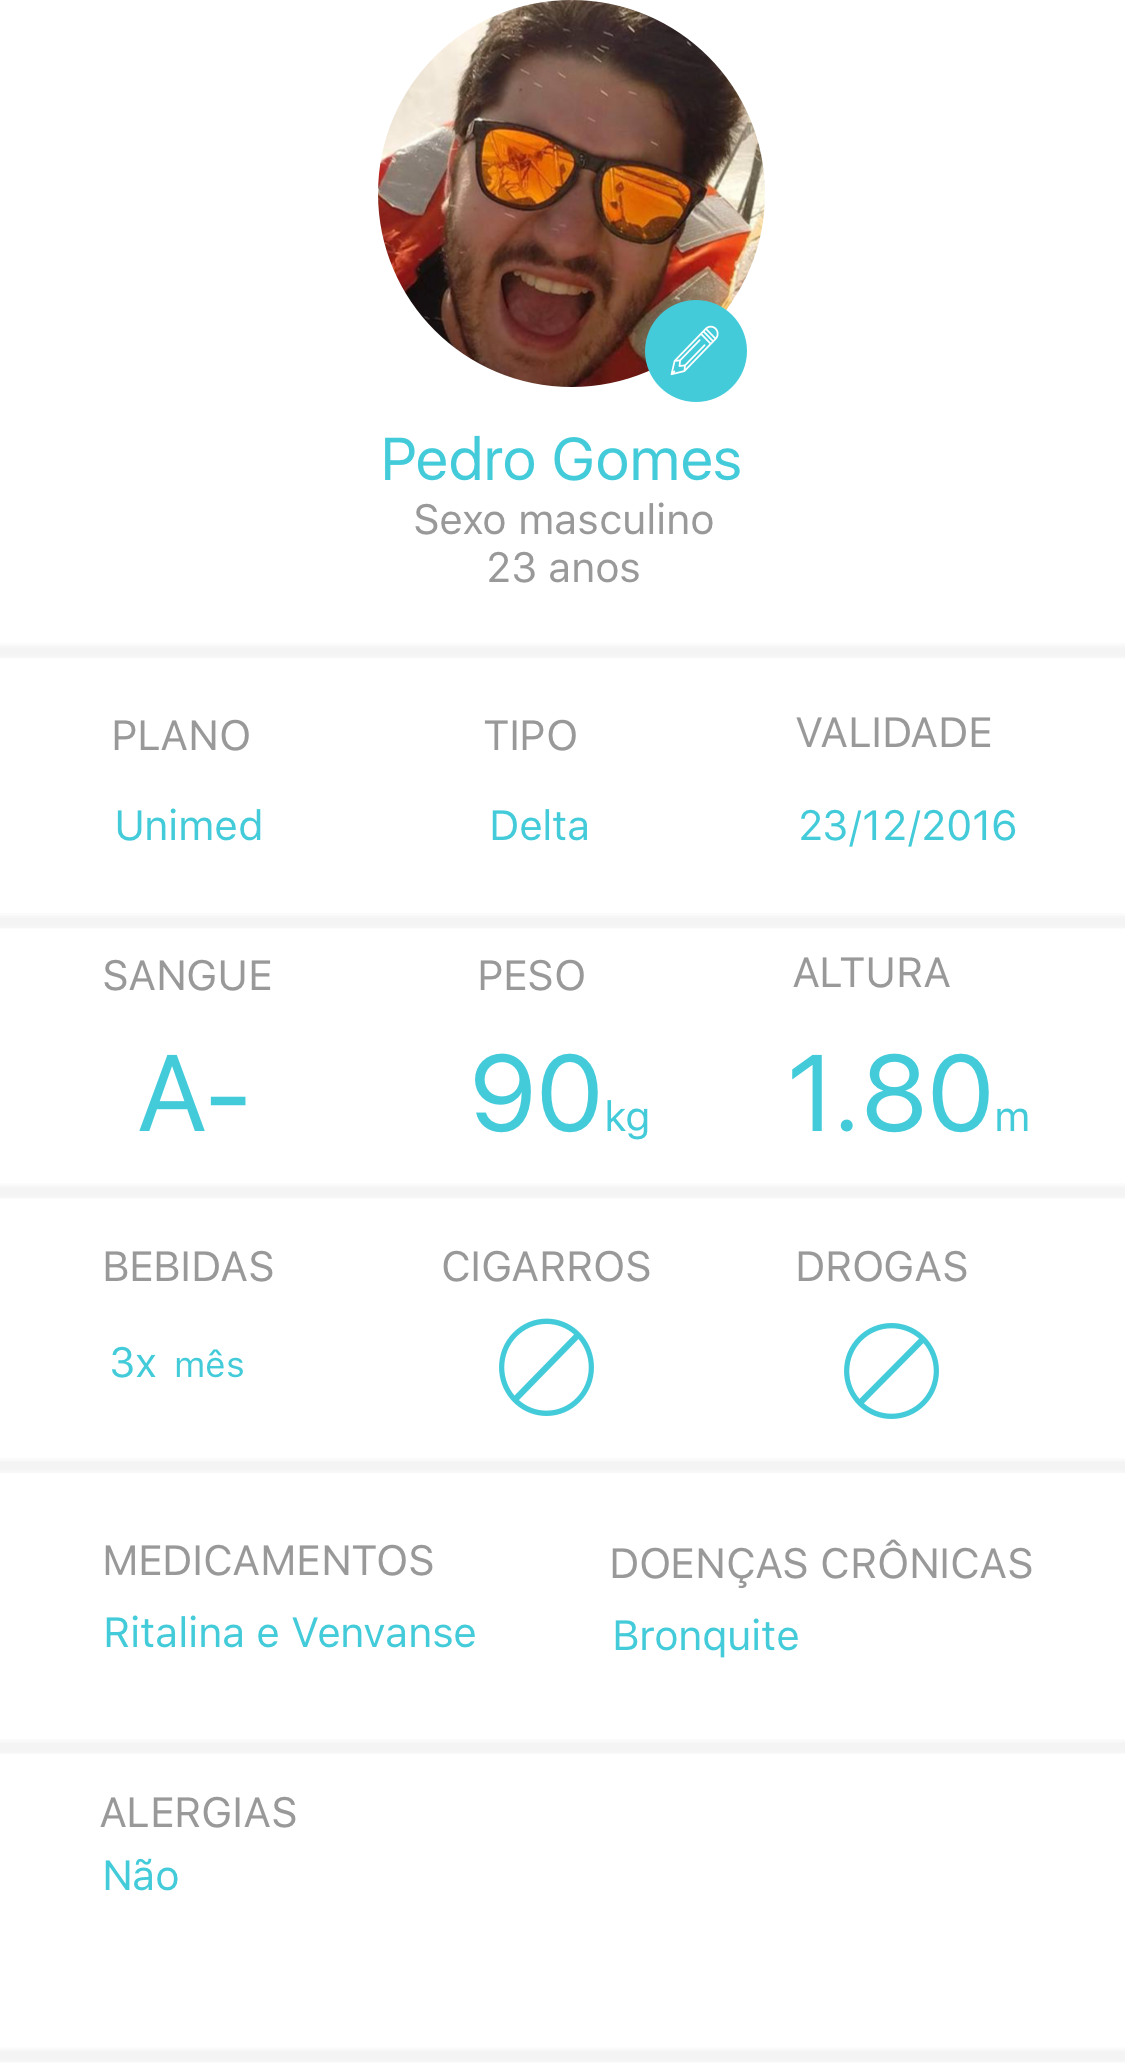 Pedro Gomes
Sexo masculino
23 anos
PLANO TIPO VALIDADE
Unimed Delta 23/12/2016
SANGUE PESO ALTURA
A- 90kg 1.80m
BEBIDAS CIGARROS DROGAS
3x mês
MEDICAMENTOS DOENÇAS CRÔNICAS
Ritalina e Venvanse Bronquite
ALERGIAS
Não